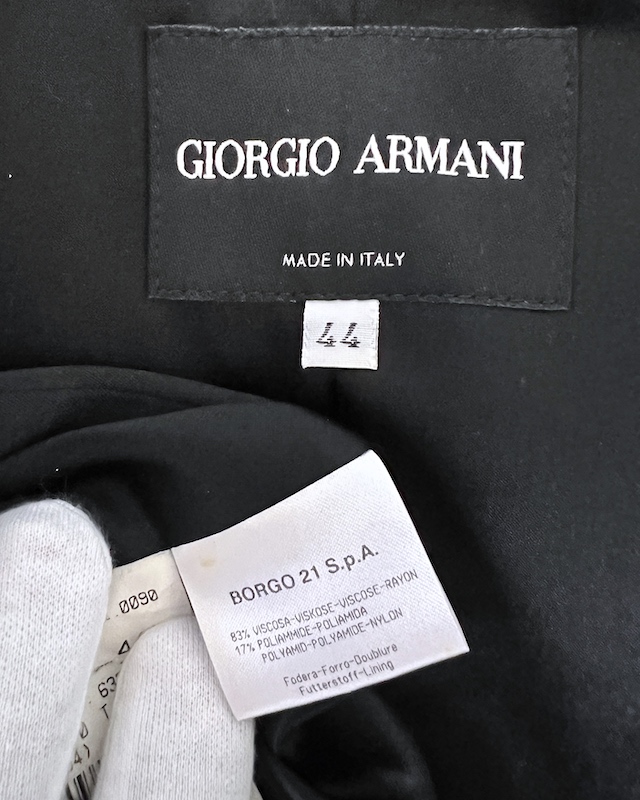 GIORGIO ARMANI
MADE IN ITALY
44
BORGO 21 S.p.A.
83% VISCOSA-VISKOSE-VISCOSE-RAYON
17% POLIAMMIDE-POLIAMIDA
POLYAMID-POLYAMIDE-NYLON
Fodera-Forro-Doublure
Futterstoff-Lining
0090